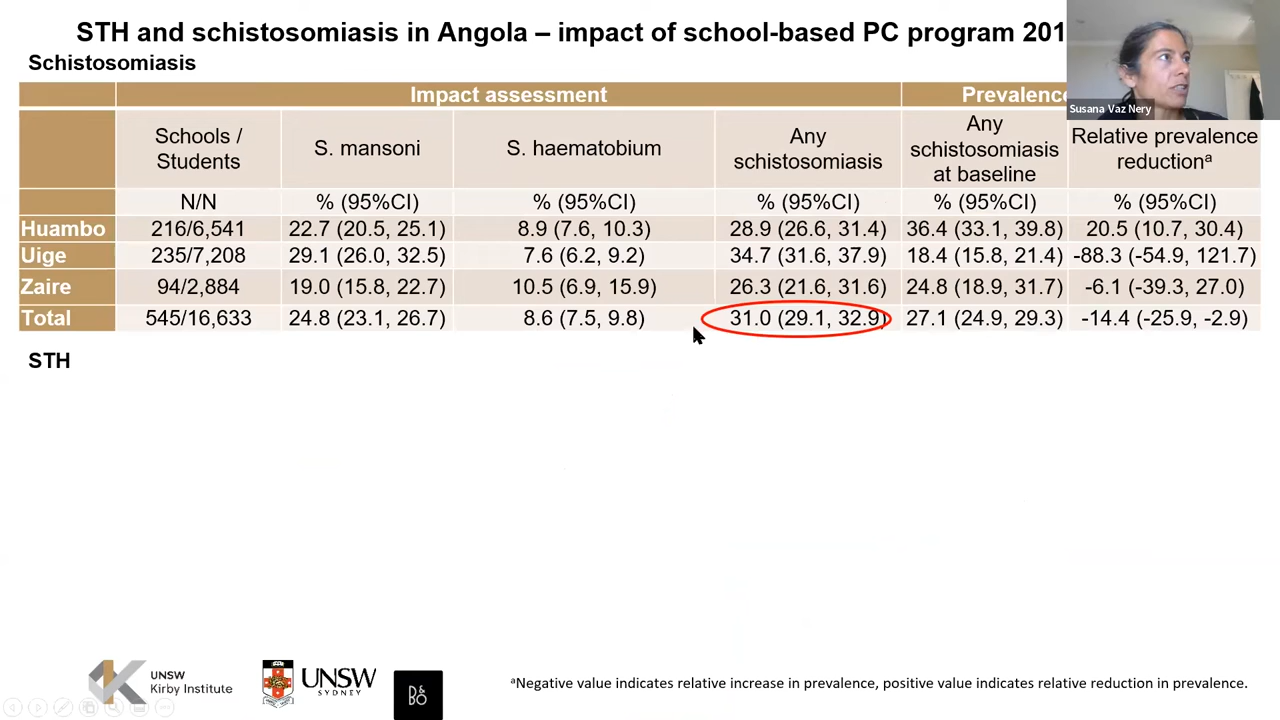 STH and schistosomiasis in Angola – impact of school-based PC program 201
Susana Vaz Nery
Schistosomiasis
Impact assessment
Prevalence
Schools / Students
S. mansoni
S. haematobium
Any schistosomiasis
Any schistosomiasis at baseline
Relative prevalence reductionᵃ
N/N
% (95%CI)
% (95%CI)
% (95%CI)
% (95%CI)
% (95%CI)
Huambo 216/6,541 22.7 (20.5, 25.1) 8.9 (7.6, 10.3) 28.9 (26.6, 31.4) 36.4 (33.1, 39.8) 20.5 (10.7, 30.4)
Uige 235/7,208 29.1 (26.0, 32.5) 7.6 (6.2, 9.2) 34.7 (31.6, 37.9) 18.4 (15.8, 21.4) -88.3 (-54.9, 121.7)
Zaire 94/2,884 19.0 (15.8, 22.7) 10.5 (6.9, 15.9) 26.3 (21.6, 31.6) 24.8 (18.9, 31.7) -6.1 (-39.3, 27.0)
Total 545/16,633 24.8 (23.1, 26.7) 8.6 (7.5, 9.8) 31.0 (29.1, 32.9) 27.1 (24.9, 29.3) -14.4 (-25.9, -2.9)
STH
UNSW
Kirby Institute
UNSW
SYDNEY
D&BO
ᵃNegative value indicates relative increase in prevalence, positive value indicates relative reduction in prevalence.